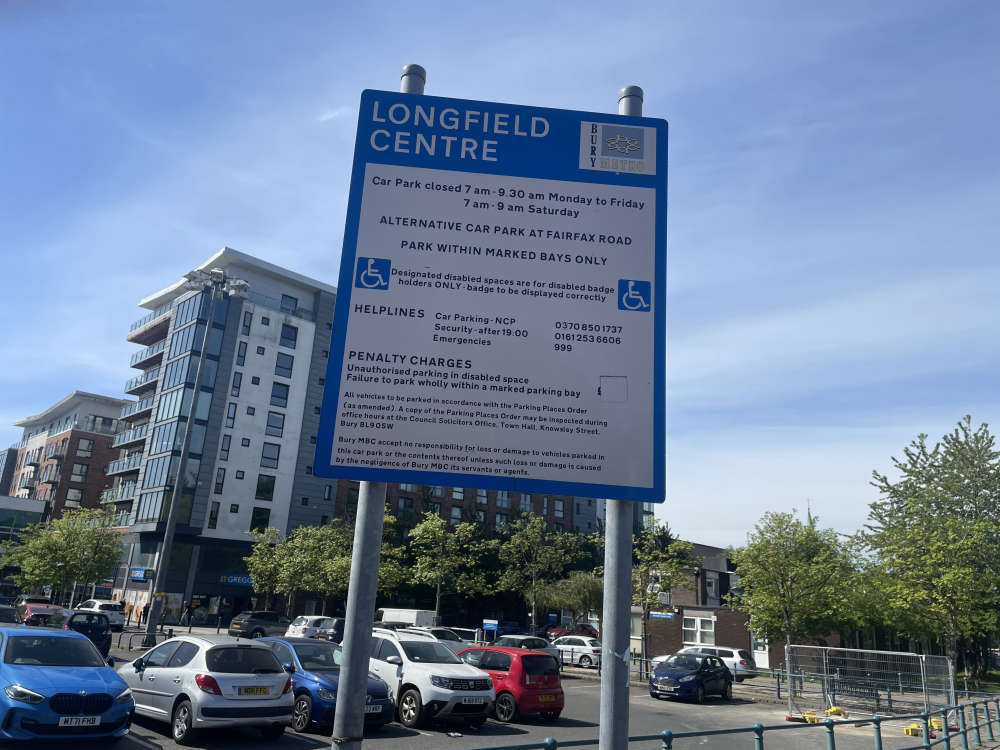 LONGFIELD
CENTRE
BURY
METRO
Car Park closed 7 am - 9.30 am Monday to Friday
7 am - 9 am Saturday
ALTERNATIVE CAR PARK AT FAIRFAX ROAD
PARK WITHIN MARKED BAYS ONLY
Designated disabled spaces are for disabled badge
holders ONLY - badge to be displayed correctly
HELPLINES
Car Parking - NCP 0370 850 1737
Security - after 19:00 0161 253 6606
Emergencies 999
PENALTY CHARGES
Unauthorised parking in disabled space
Failure to park wholly within a marked parking bay £
All vehicles to be parked in accordance with the Parking Places Order
(as amended). A copy of the Parking Places Order may be inspected during
office hours at the Council Solicitors Office, Town Hall, Knowsley Street,
Bury BL9 0SW
Bury MBC accept no responsibility for loss or damage to vehicles parked in
this car park or the contents thereof unless such loss or damage is caused
by the negligence of Bury MBC its servants or agents.
GREGGS
MT71 FHB